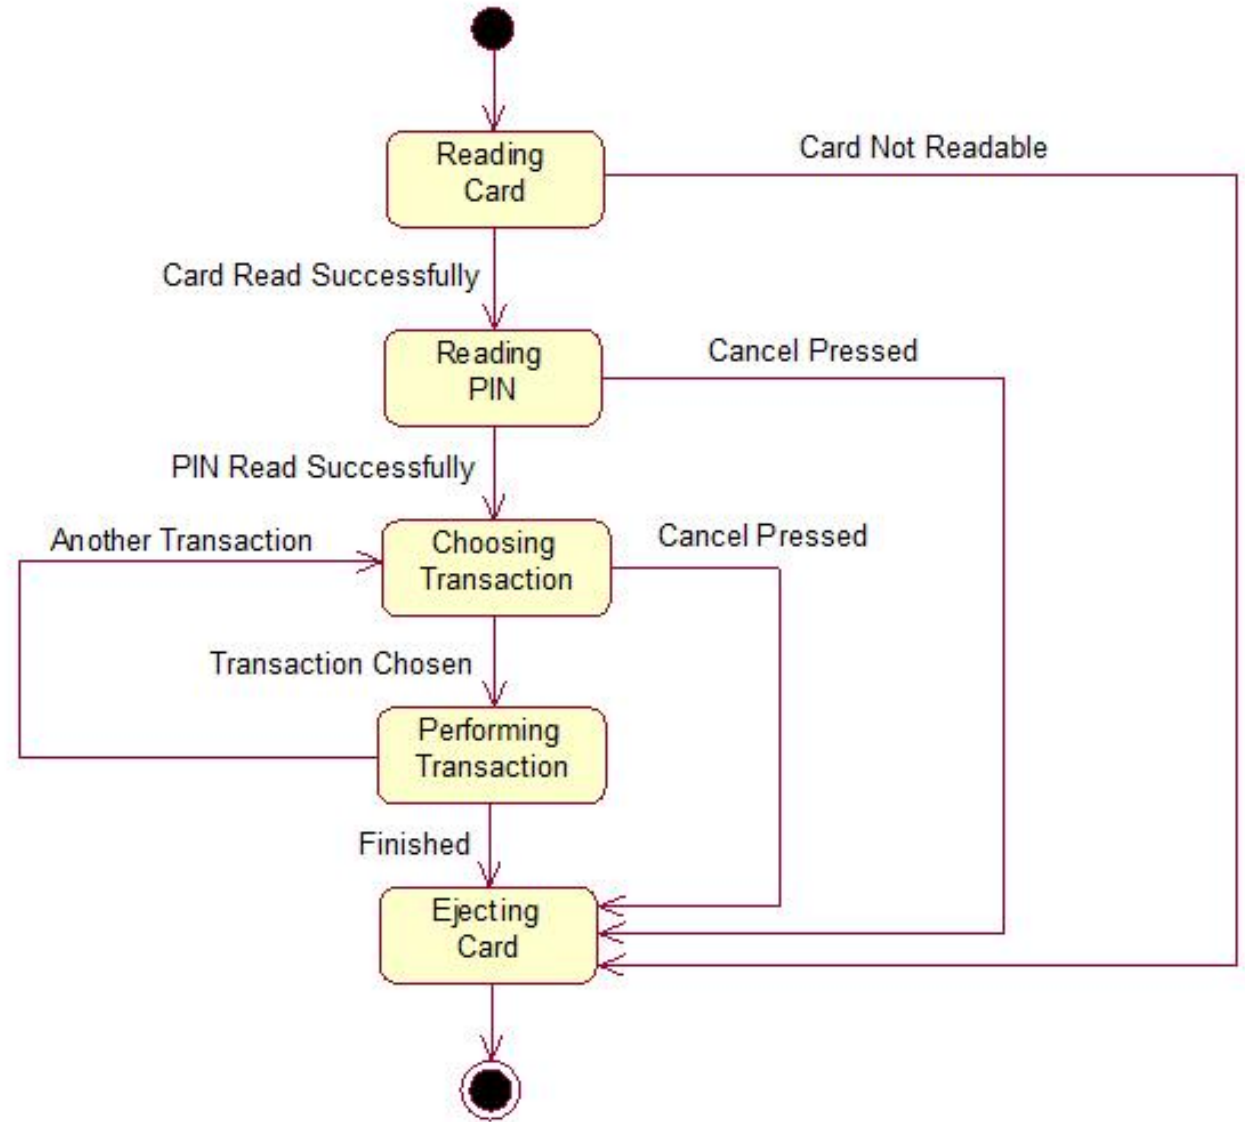 Reading
Card
Card Not Readable
Card Read Successfully
Reading
PIN
Cancel Pressed
PIN Read Successfully
Another Transaction
Choosing
Transaction
Cancel Pressed
Transaction Chosen
Performing
Transaction
Finished
Ejecting
Card